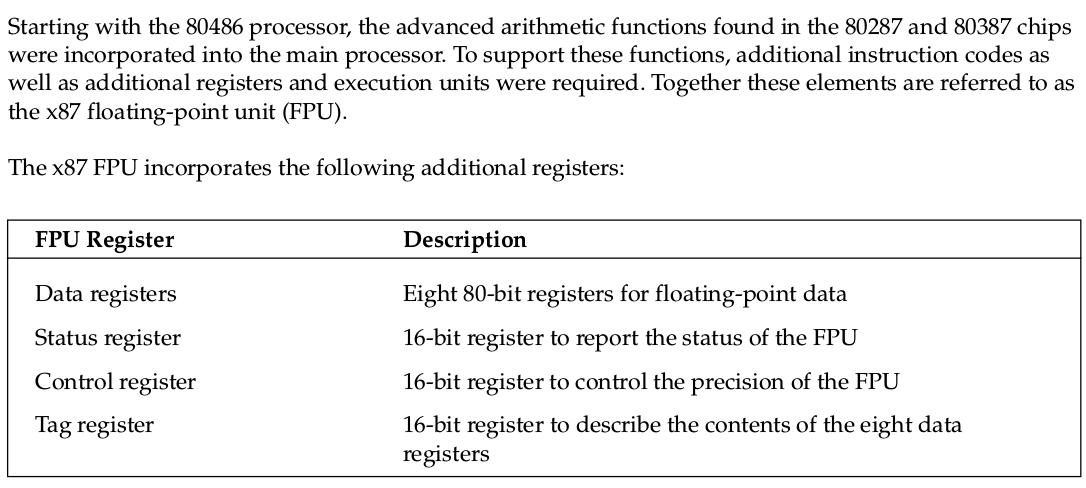 Starting with the 80486 processor, the advanced arithmetic functions found in the 80287 and 80387 chips
were incorporated into the main processor. To support these functions, additional instruction codes as
well as additional registers and execution units were required. Together these elements are referred to as
the x87 floating-point unit (FPU).
The x87 FPU incorporates the following additional registers:
FPU Register Description
Data registers Eight 80-bit registers for floating-point data
Status register 16-bit register to report the status of the FPU
Control register 16-bit register to control the precision of the FPU
Tag register 16-bit register to describe the contents of the eight data
registers